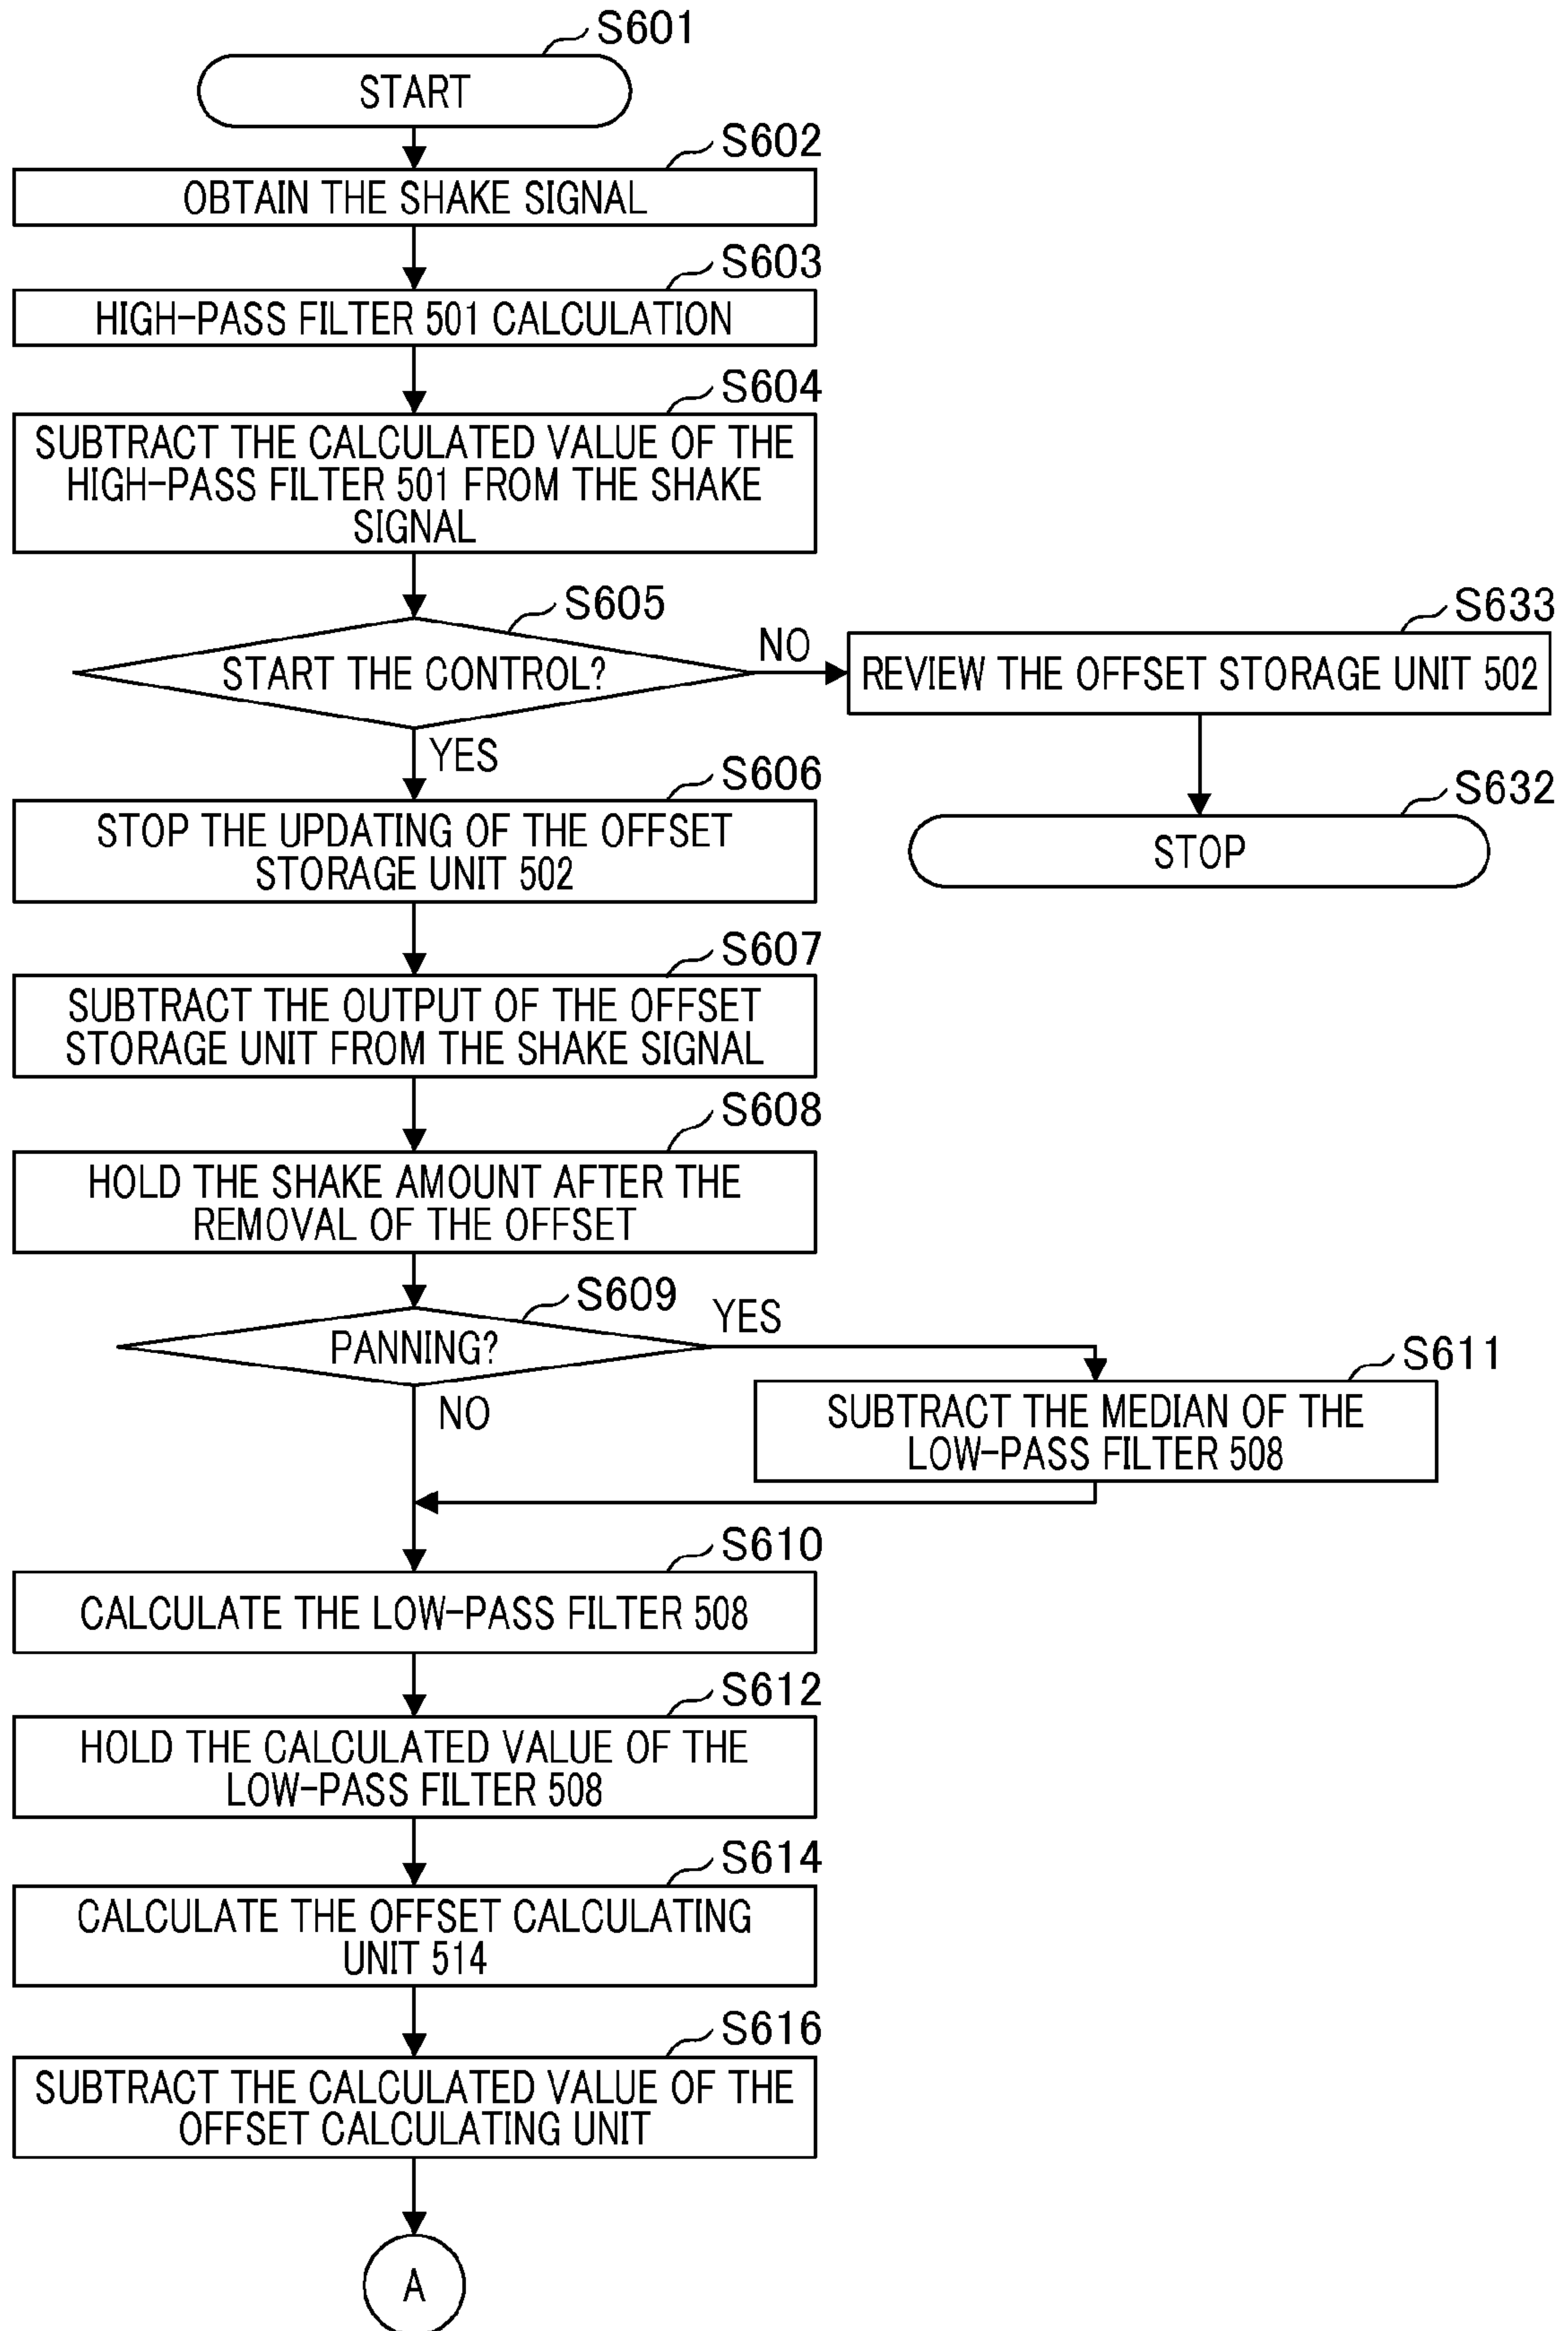 S601
START
S602
OBTAIN THE SHAKE SIGNAL
S603
HIGH-PASS FILTER 501 CALCULATION
S604
SUBTRACT THE CALCULATED VALUE OF THE
HIGH-PASS FILTER 501 FROM THE SHAKE
SIGNAL
S605
START THE CONTROL?
NO
S633
REVIEW THE OFFSET STORAGE UNIT 502
S632
STOP
YES
S606
STOP THE UPDATING OF THE OFFSET
STORAGE UNIT 502
S607
SUBTRACT THE OUTPUT OF THE OFFSET
STORAGE UNIT FROM THE SHAKE SIGNAL
S608
HOLD THE SHAKE AMOUNT AFTER THE
REMOVAL OF THE OFFSET
S609
PANNING?
YES
S611
SUBTRACT THE MEDIAN OF THE
LOW-PASS FILTER 508
NO
S610
CALCULATE THE LOW-PASS FILTER 508
S612
HOLD THE CALCULATED VALUE OF THE
LOW-PASS FILTER 508
S614
CALCULATE THE OFFSET CALCULATING
UNIT 514
S616
SUBTRACT THE CALCULATED VALUE OF THE
OFFSET CALCULATING UNIT
A